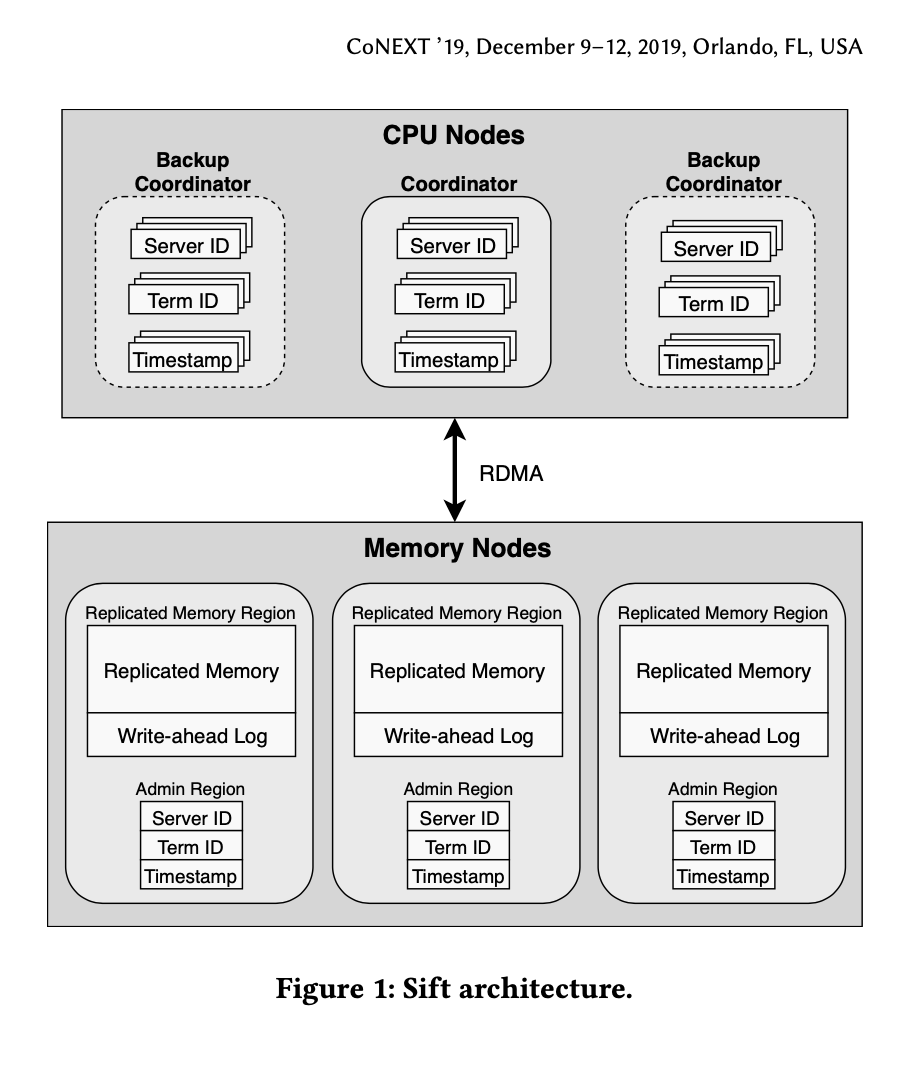 CoNEXT ’19, December 9–12, 2019, Orlando, FL, USA
CPU Nodes
Backup
Coordinator
Server ID
Term ID
Timestamp
Coordinator
Server ID
Term ID
Timestamp
Backup
Coordinator
Server ID
Term ID
Timestamp
RDMA
Memory Nodes
Replicated Memory Region
Replicated Memory
Write-ahead Log
Admin Region
Server ID
Term ID
Timestamp
Replicated Memory Region
Replicated Memory
Write-ahead Log
Admin Region
Server ID
Term ID
Timestamp
Replicated Memory Region
Replicated Memory
Write-ahead Log
Admin Region
Server ID
Term ID
Timestamp
Figure 1: Sift architecture.